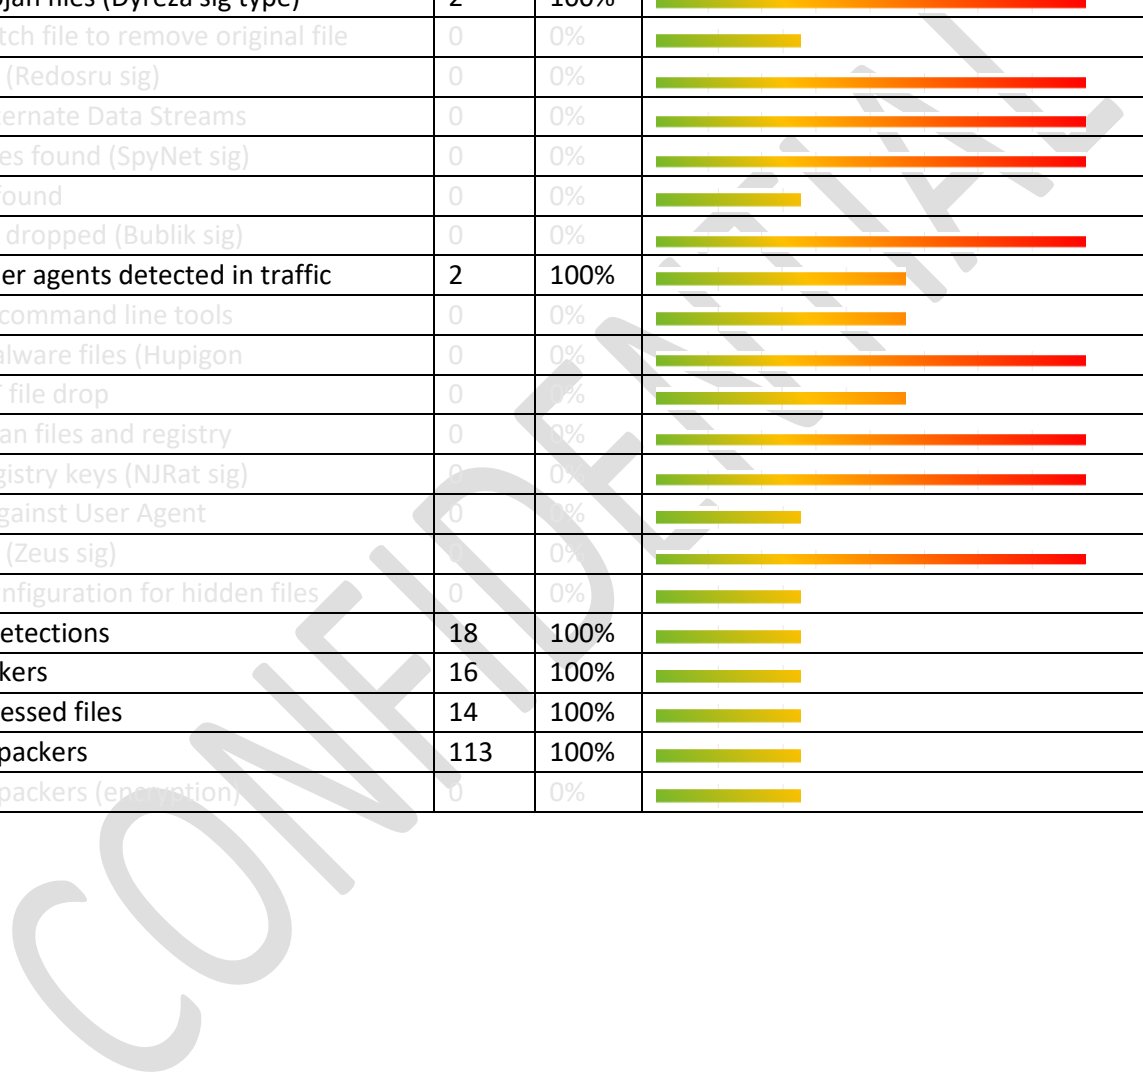 jan files (Dyreza sig type) 2 100%
tch file to remove original file 0 0%
(Redosru sig) 0 0%
ternate Data Streams 0 0%
es found (SpyNet sig) 0 0%
found 0 0%
dropped (Bublik sig) 0 0%
er agents detected in traffic 2 100%
command line tools 0 0%
alware files (Hupigon 0 0%
file drop 0 0%
an files and registry 0 0%
gistry keys (NJRat sig) 0 0%
gainst User Agent 0 0%
(Zeus sig) 0 0%
nfiguration for hidden files 0 0%
etections 18 100%
kers 16 100%
essed files 14 100%
packers 113 100%
packers (encryption) 0 0%
CONFIDENTIAL